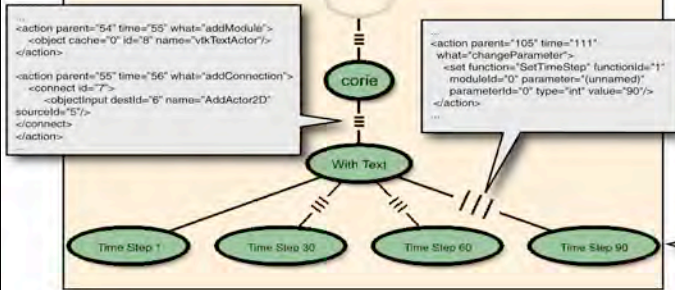 ...
<action parent="54" time="55" what="addModule">
<object cache="0" id="8" name="vtkTextActor"/>
</action>
<action parent="55" time="56" what="addConnection">
<connect id="7">
<objectInput destId="6" name="AddActor2D"
sourceId="5"/>
</connect>
</action>
...
...
<action parent="105" time="111"
what="changeParameter">
<set function="SetTimeStep" functionId="1"
moduleId="0" parameter="(unnamed)"
parameterId="0" type="int" value="90"/>
</action>
...
corie
With Text
Time Step 1
Time Step 30
Time Step 60
Time Step 90